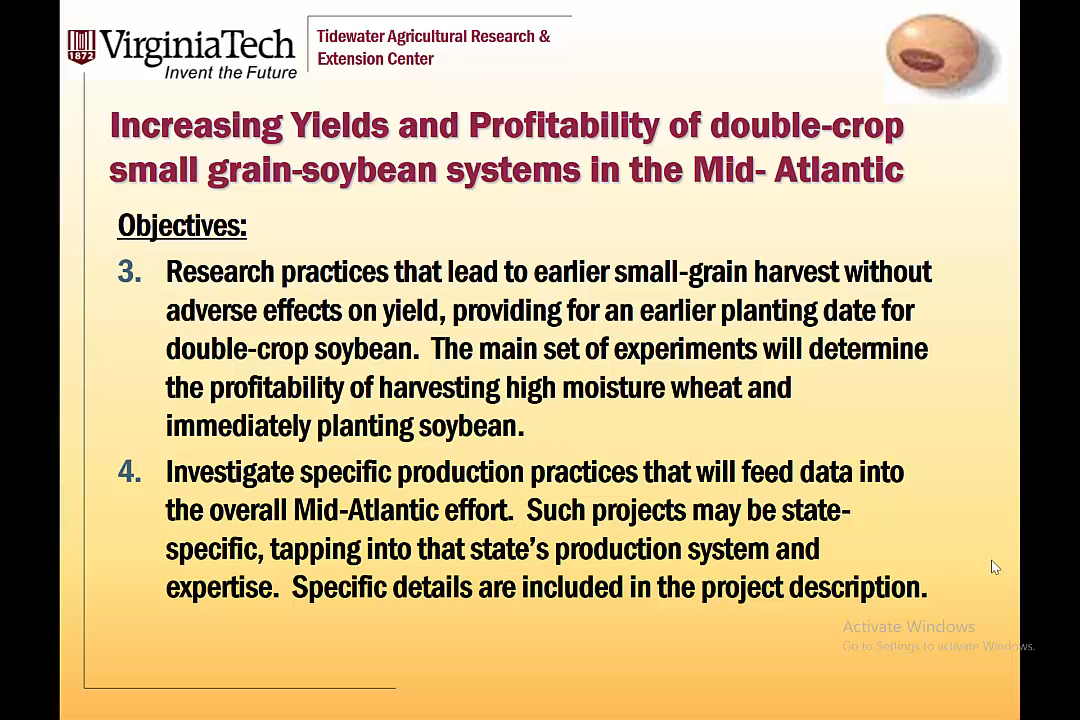 VirginiaTech
1872
Invent the Future
Tidewater Agricultural Research &
Extension Center
Increasing Yields and Profitability of double-crop
small grain-soybean systems in the Mid- Atlantic
Objectives:
3. Research practices that lead to earlier small-grain harvest without
adverse effects on yield, providing for an earlier planting date for
double-crop soybean. The main set of experiments will determine
the profitability of harvesting high moisture wheat and
immediately planting soybean.
4. Investigate specific production practices that will feed data into
the overall Mid-Atlantic effort. Such projects may be state-
specific, tapping into that state's production system and
expertise. Specific details are included in the project description.
Activate Windows
Go to Settings to activate Windows.